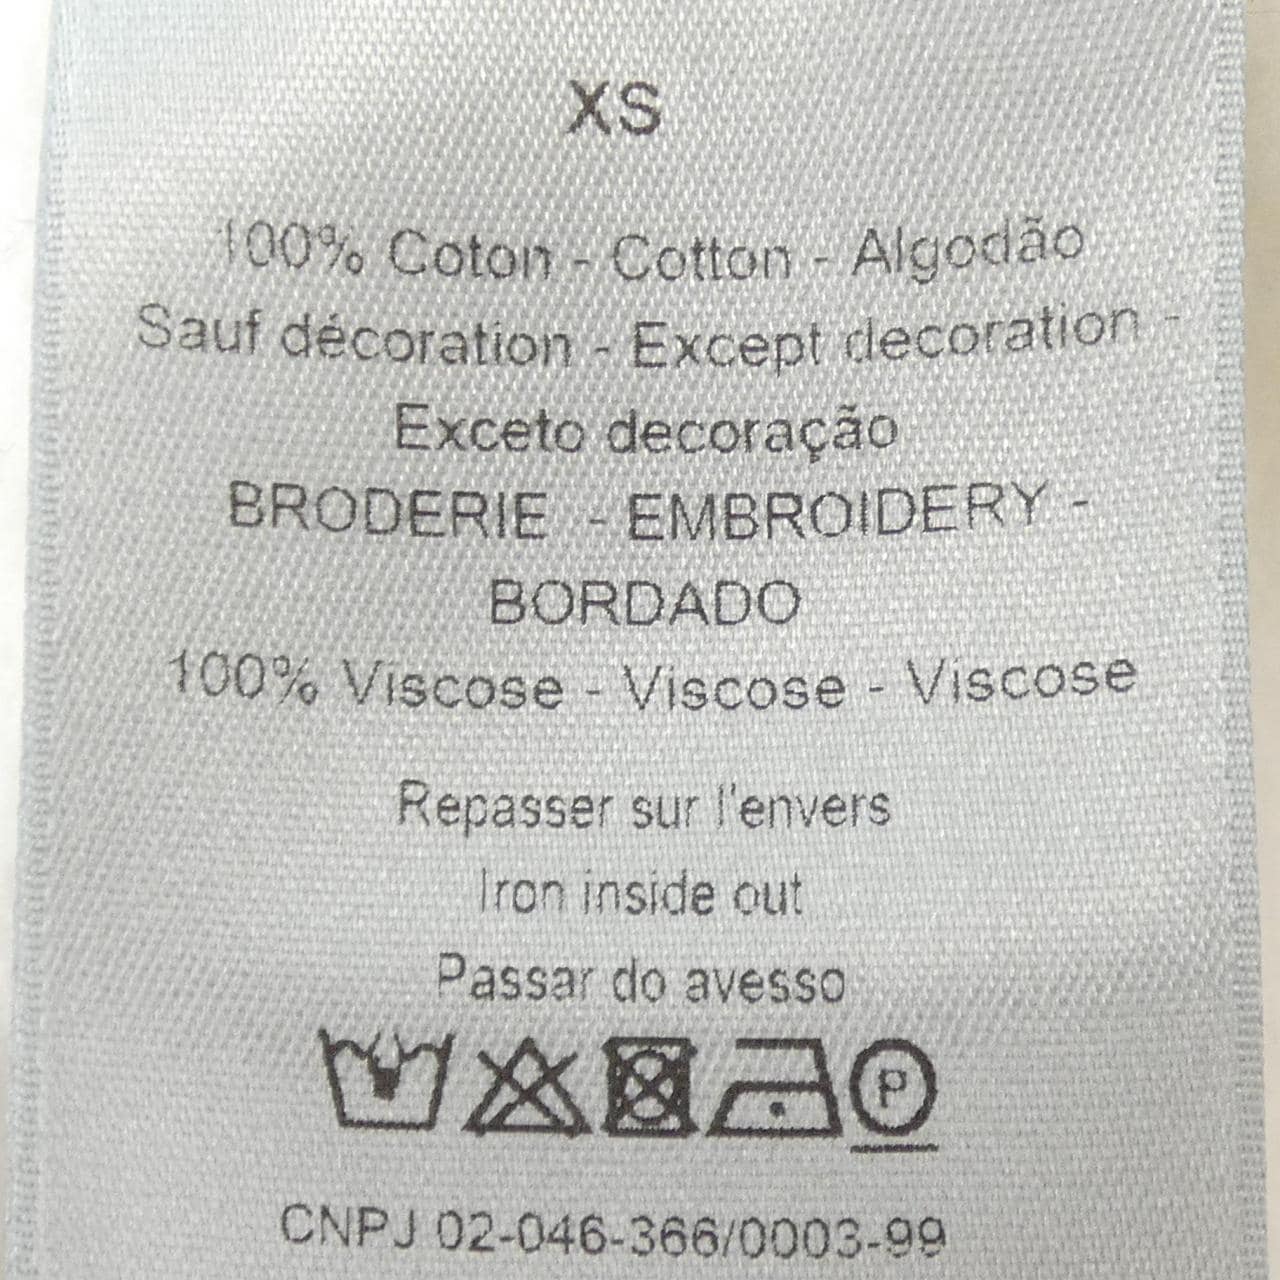 XS
100% Coton - Cotton - Algodão
Sauf décoration - Except decoration -
Exceto decoração
BRODERIE - EMBROIDERY -
BORDADO
100% Viscose - Viscose - Viscose
Repasser sur l'envers
Iron inside out
Passar do avesso
P
CNPJ 02-046-366/0003-99